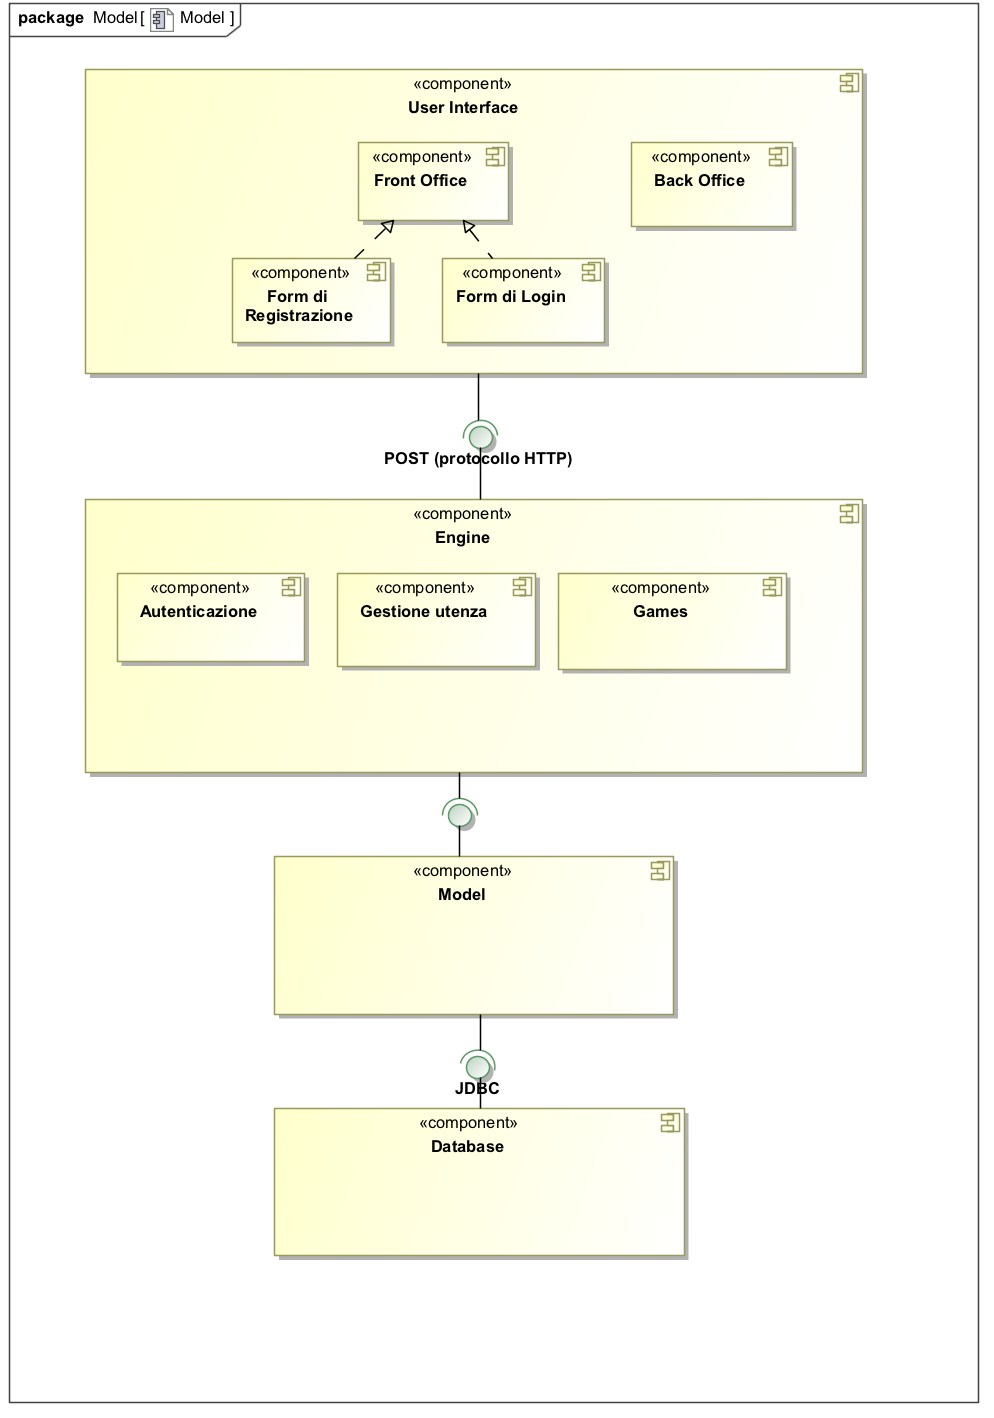 package Model[ Model ]
«component»
User Interface
«component»
Front Office
«component»
Back Office
«component»
Form di
Registrazione
«component»
Form di Login
POST (protocollo HTTP)
«component»
Engine
«component»
Autenticazione
«component»
Gestione utenza
«component»
Games
«component»
Model
JDBC
«component»
Database